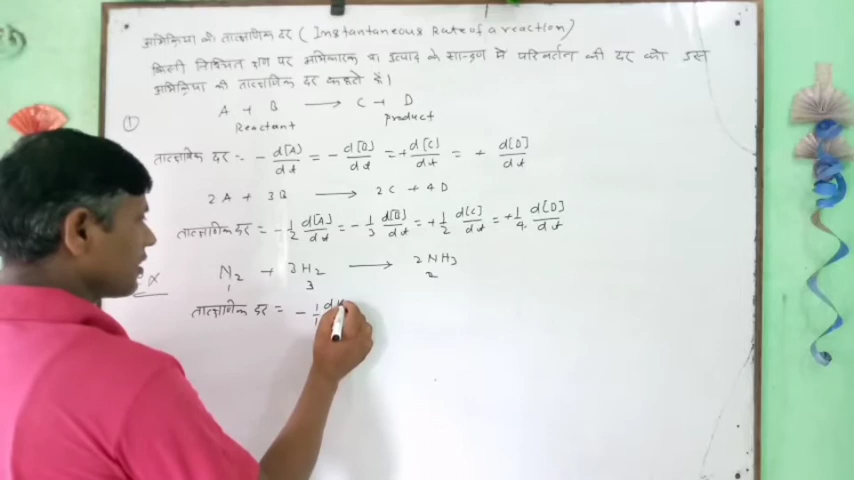 अभिक्रिया की तात्क्षणिक दर ( Instantaneous Rate of a reaction )
किसी निश्चित क्षण पर अभिकारक या उत्पाद के सान्द्रण में परिवर्तन की दर को उस
अभिक्रिया की तात्क्षणिक दर कहते हैं।
① A + B ⟶ C + D
Reactant product
तात्क्षणिक दर = - d[A]/dt = - d[B]/dt = + d[C]/dt = + d[D]/dt
2A + 3B ⟶ 2C + 4D
तात्क्षणिक दर = - 1/2 d[A]/dt = - 1/3 d[B]/dt = + 1/2 d[C]/dt = + 1/4 d[D]/dt
ex N₂ + 3H₂ ⟶ 2NH₃
1 3 2
तात्क्षणिक दर = - 1/1 d